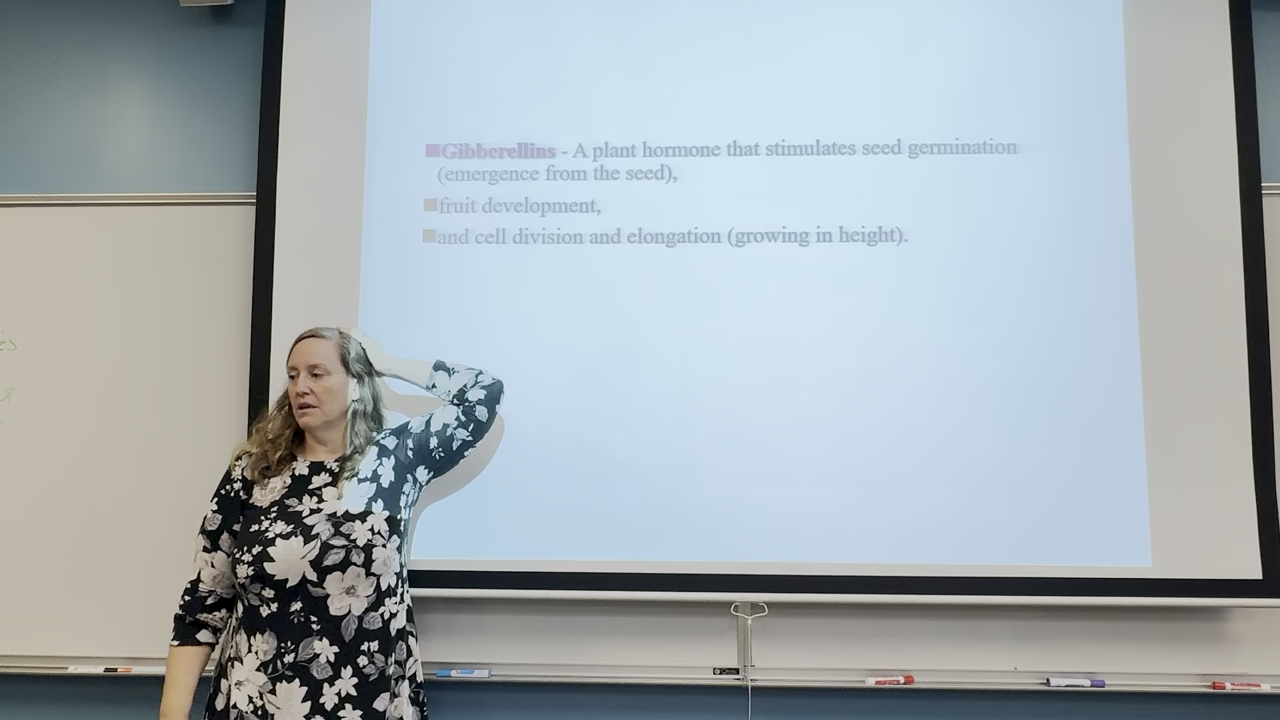 Gibberellins - A plant hormone that stimulates seed germination
(emergence from the seed),
fruit development,
and cell division and elongation (growing in height).